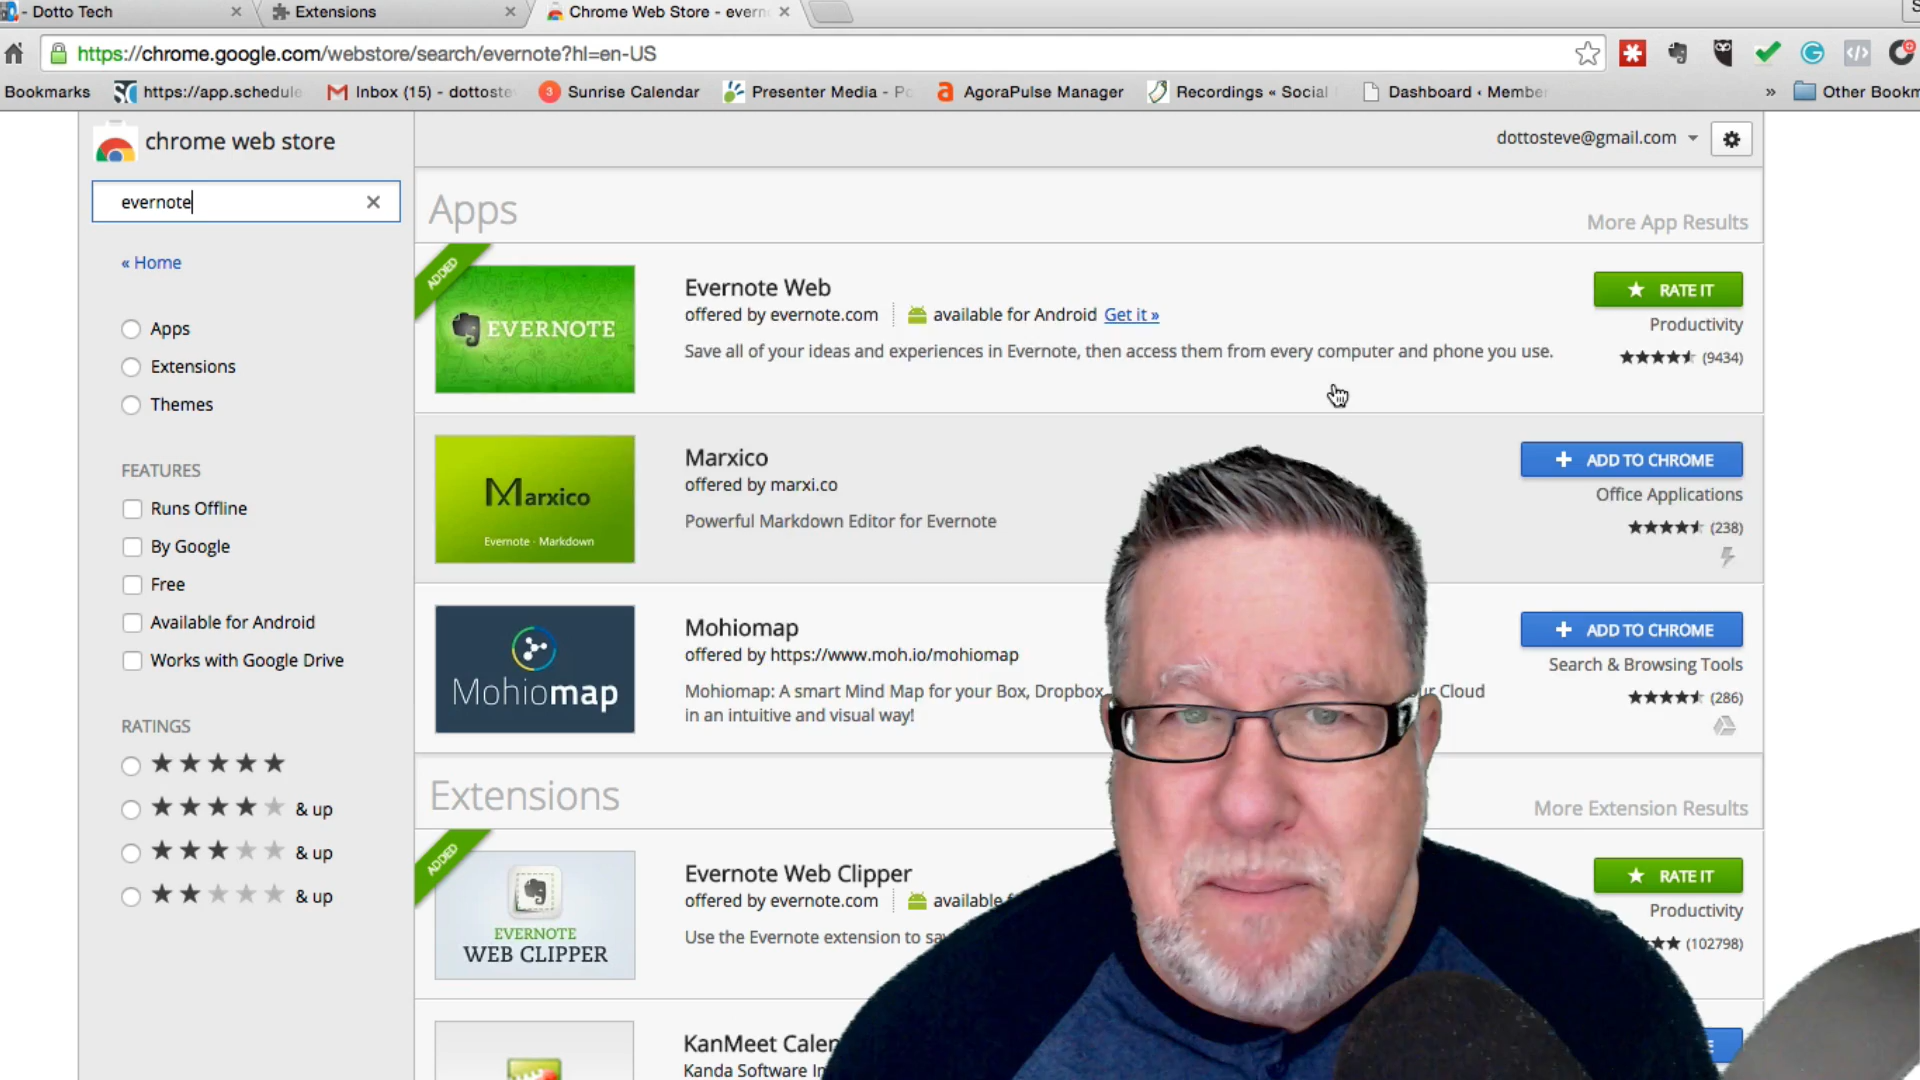 - Dotto Tech
Extensions
Chrome Web Store - evern
https://chrome.google.com/webstore/search/evernote?hl=en-US
Bookmarks
https://app.schedule
Inbox (15) - dottoste
3
Sunrise Calendar
Presenter Media - Po
AgoraPulse Manager
Recordings « Social
Dashboard ‹ Member
»
Other Bookm
chrome web store
dottosteve@gmail.com
evernote
« Home
Apps
Extensions
Themes
FEATURES
Runs Offline
By Google
Free
Available for Android
Works with Google Drive
RATINGS
& up
& up
& up
Apps
More App Results
ADDED
EVERNOTE
Evernote Web
offered by evernote.com
available for Android Get it »
Save all of your ideas and experiences in Evernote, then access them from every computer and phone you use.
RATE IT
Productivity
(9434)
Marxico
Evernote · Markdown
Marxico
offered by marxi.co
Powerful Markdown Editor for Evernote
ADD TO CHROME
Office Applications
(238)
Mohiomap
Mohiomap
offered by https://www.moh.io/mohiomap
Mohiomap: A smart Mind Map for your Box, Dropbox, ur Cloud
in an intuitive and visual way!
ADD TO CHROME
Search & Browsing Tools
(286)
Extensions
More Extension Results
ADDED
EVERNOTE
WEB CLIPPER
Evernote Web Clipper
offered by evernote.com
available f
Use the Evernote extension to sav
RATE IT
Productivity
(102798)
KanMeet Calen
Kanda Software In
E